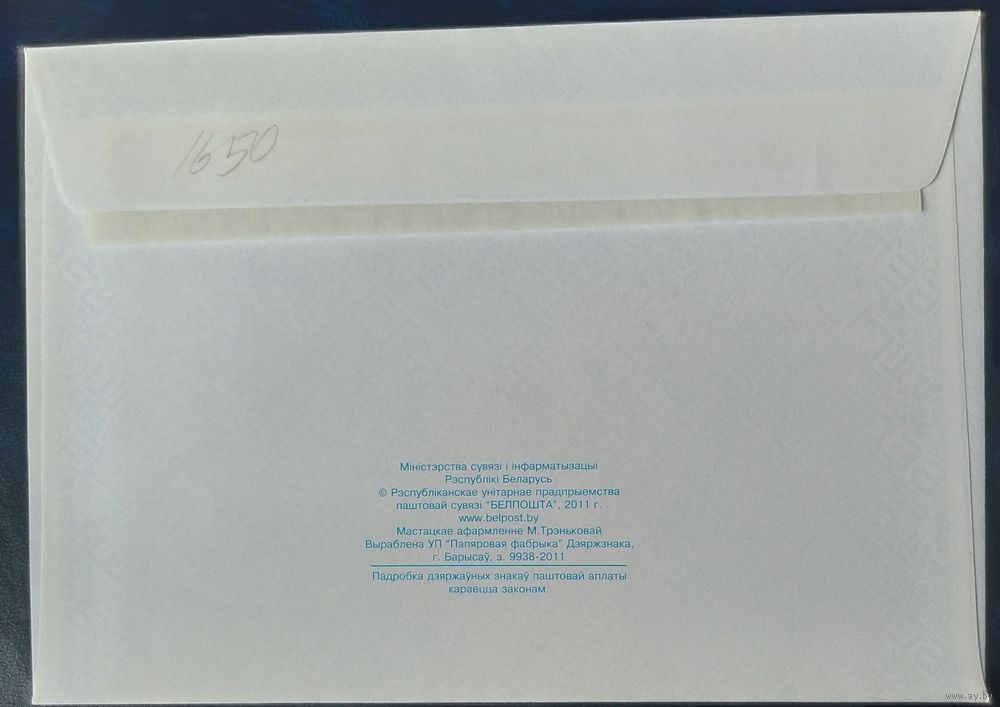 1650
Міністэрства сувязі і інфарматызацыі
Рэспублікі Беларусь
© Рэспубліканскае унітарнае прадпрыемства
паштовай сувязі "БЕЛПОШТА", 2011 г.
www.belpost.by
Мастацкае афармленне М.Трэньковай
Выраблена УП "Папяровая фабрыка" Дзяржзнака,
г. Барысаў, з. 9938-2011
Падробка дзяржаўных знакаў паштовай аплаты
караецца законам.
www.ay.by